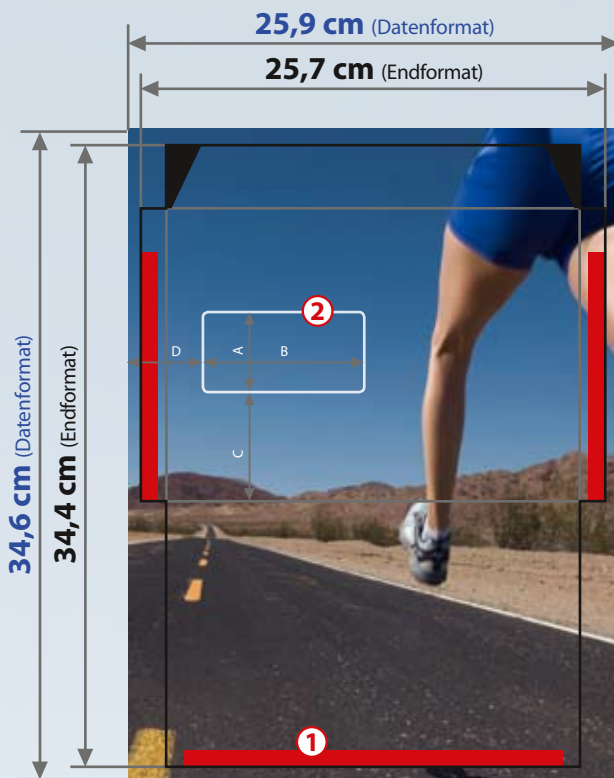 25,9 cm (Datenformat)
25,7 cm (Endformat)
34,6 cm (Datenformat)
34,4 cm (Endformat)
2
D
A
B
C
1